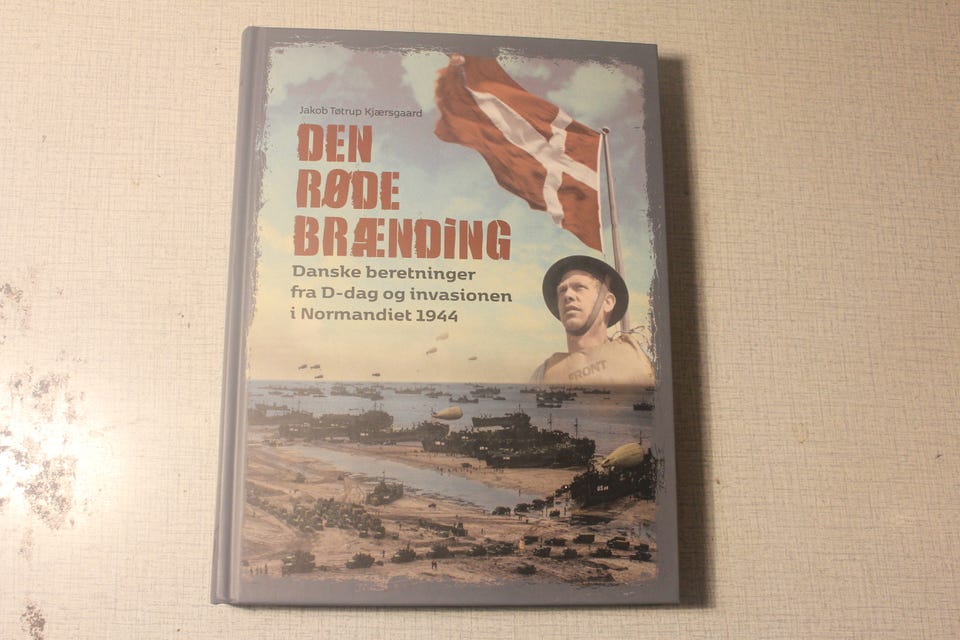 Jakob Tøtrup Kjærsgaard
DEN
RØDE
BRÆNDiNG
Danske beretninger
fra D-dag og invasionen
i Normandiet 1944
FRONT